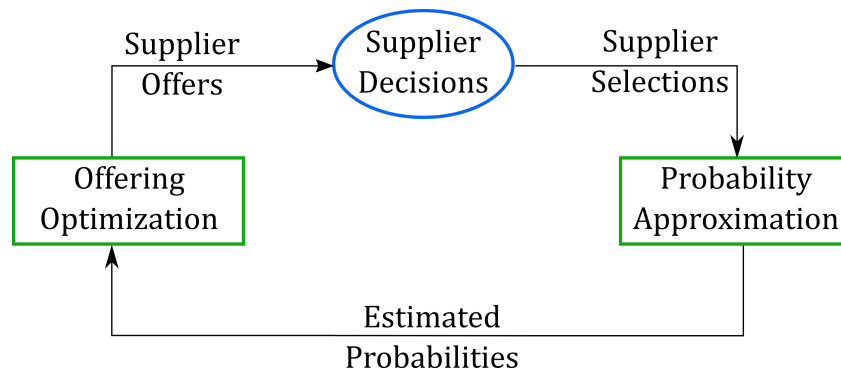 Supplier
Offers
Supplier
Decisions
Supplier
Selections
Offering
Optimization
Probability
Approximation
Estimated
Probabilities